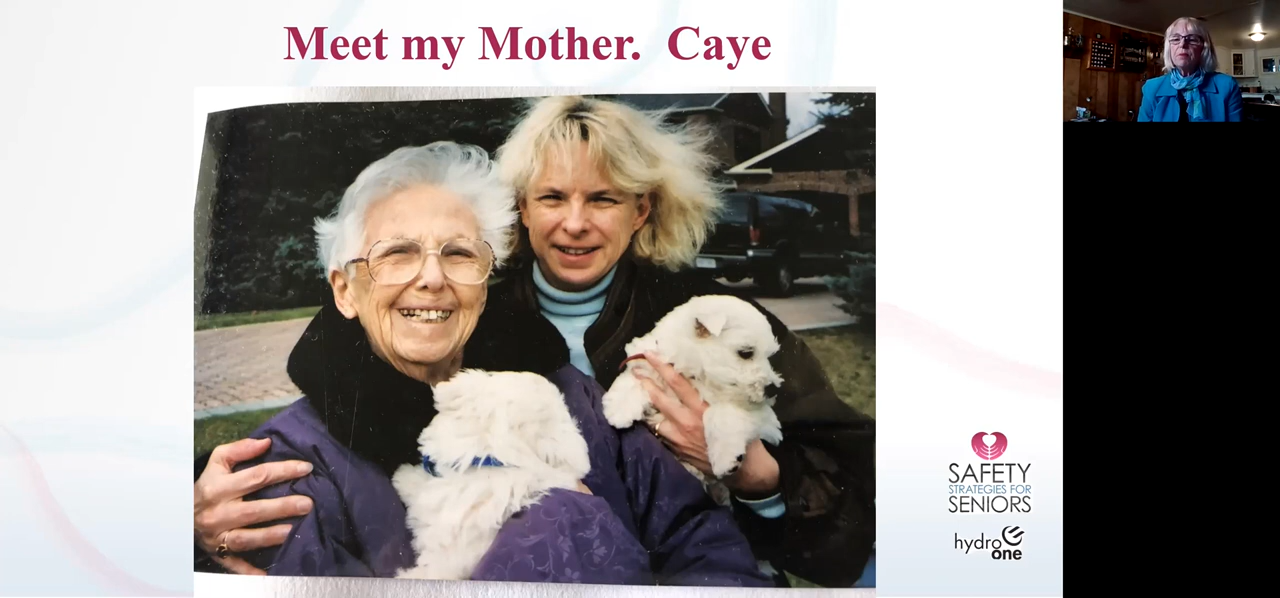 Meet my Mother.  Caye
SAFETY
STRATEGIES FOR
SENIORS
hydro
one